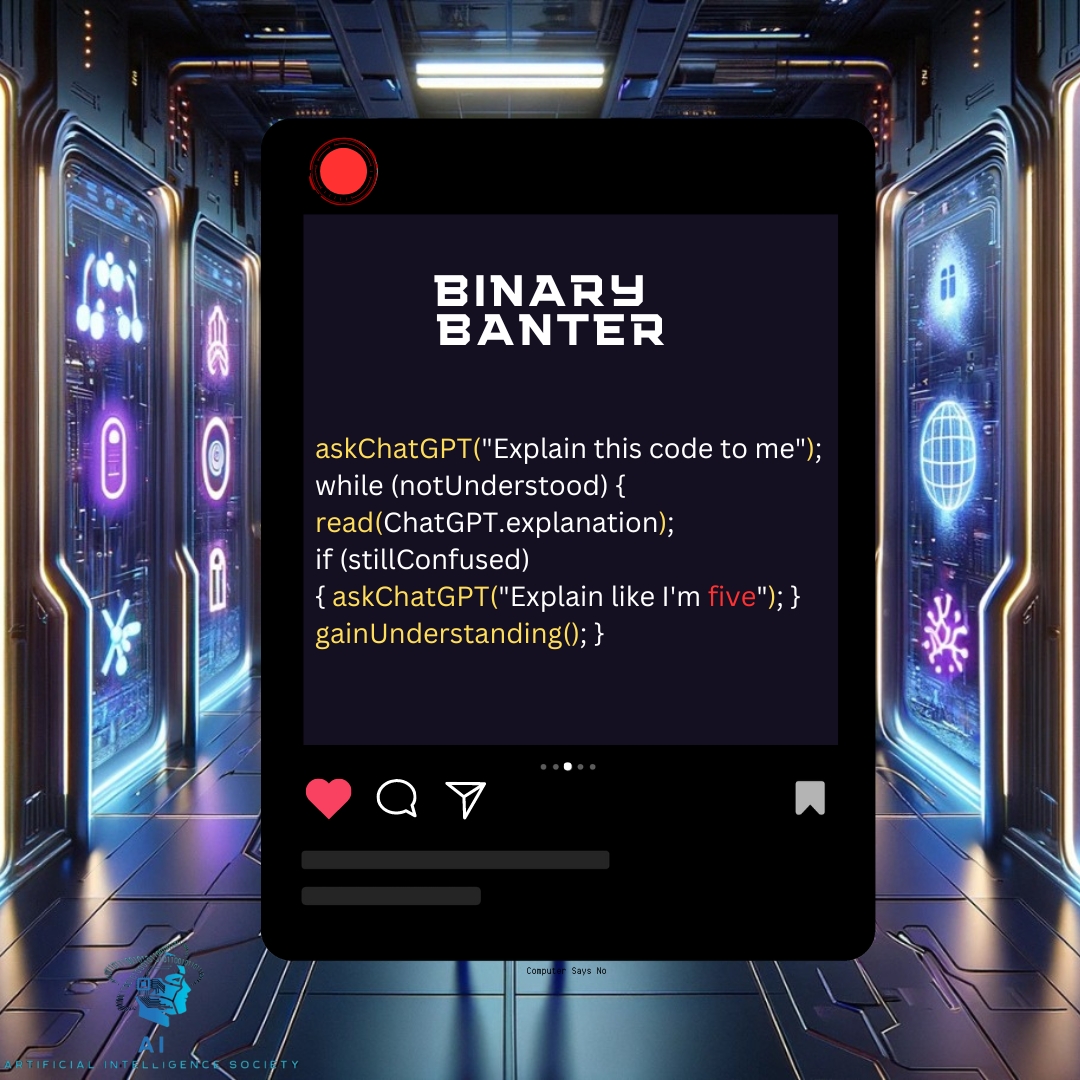 BINARY
BANTER
askChatGPT("Explain this code to me");
while (notUnderstood) {
read(ChatGPT.explanation);
if (stillConfused)
{ askChatGPT("Explain like I'm five"); }
gainUnderstanding(); }
Computer Says No
AI
ARTIFICIAL INTELLIGENCE SOCIETY